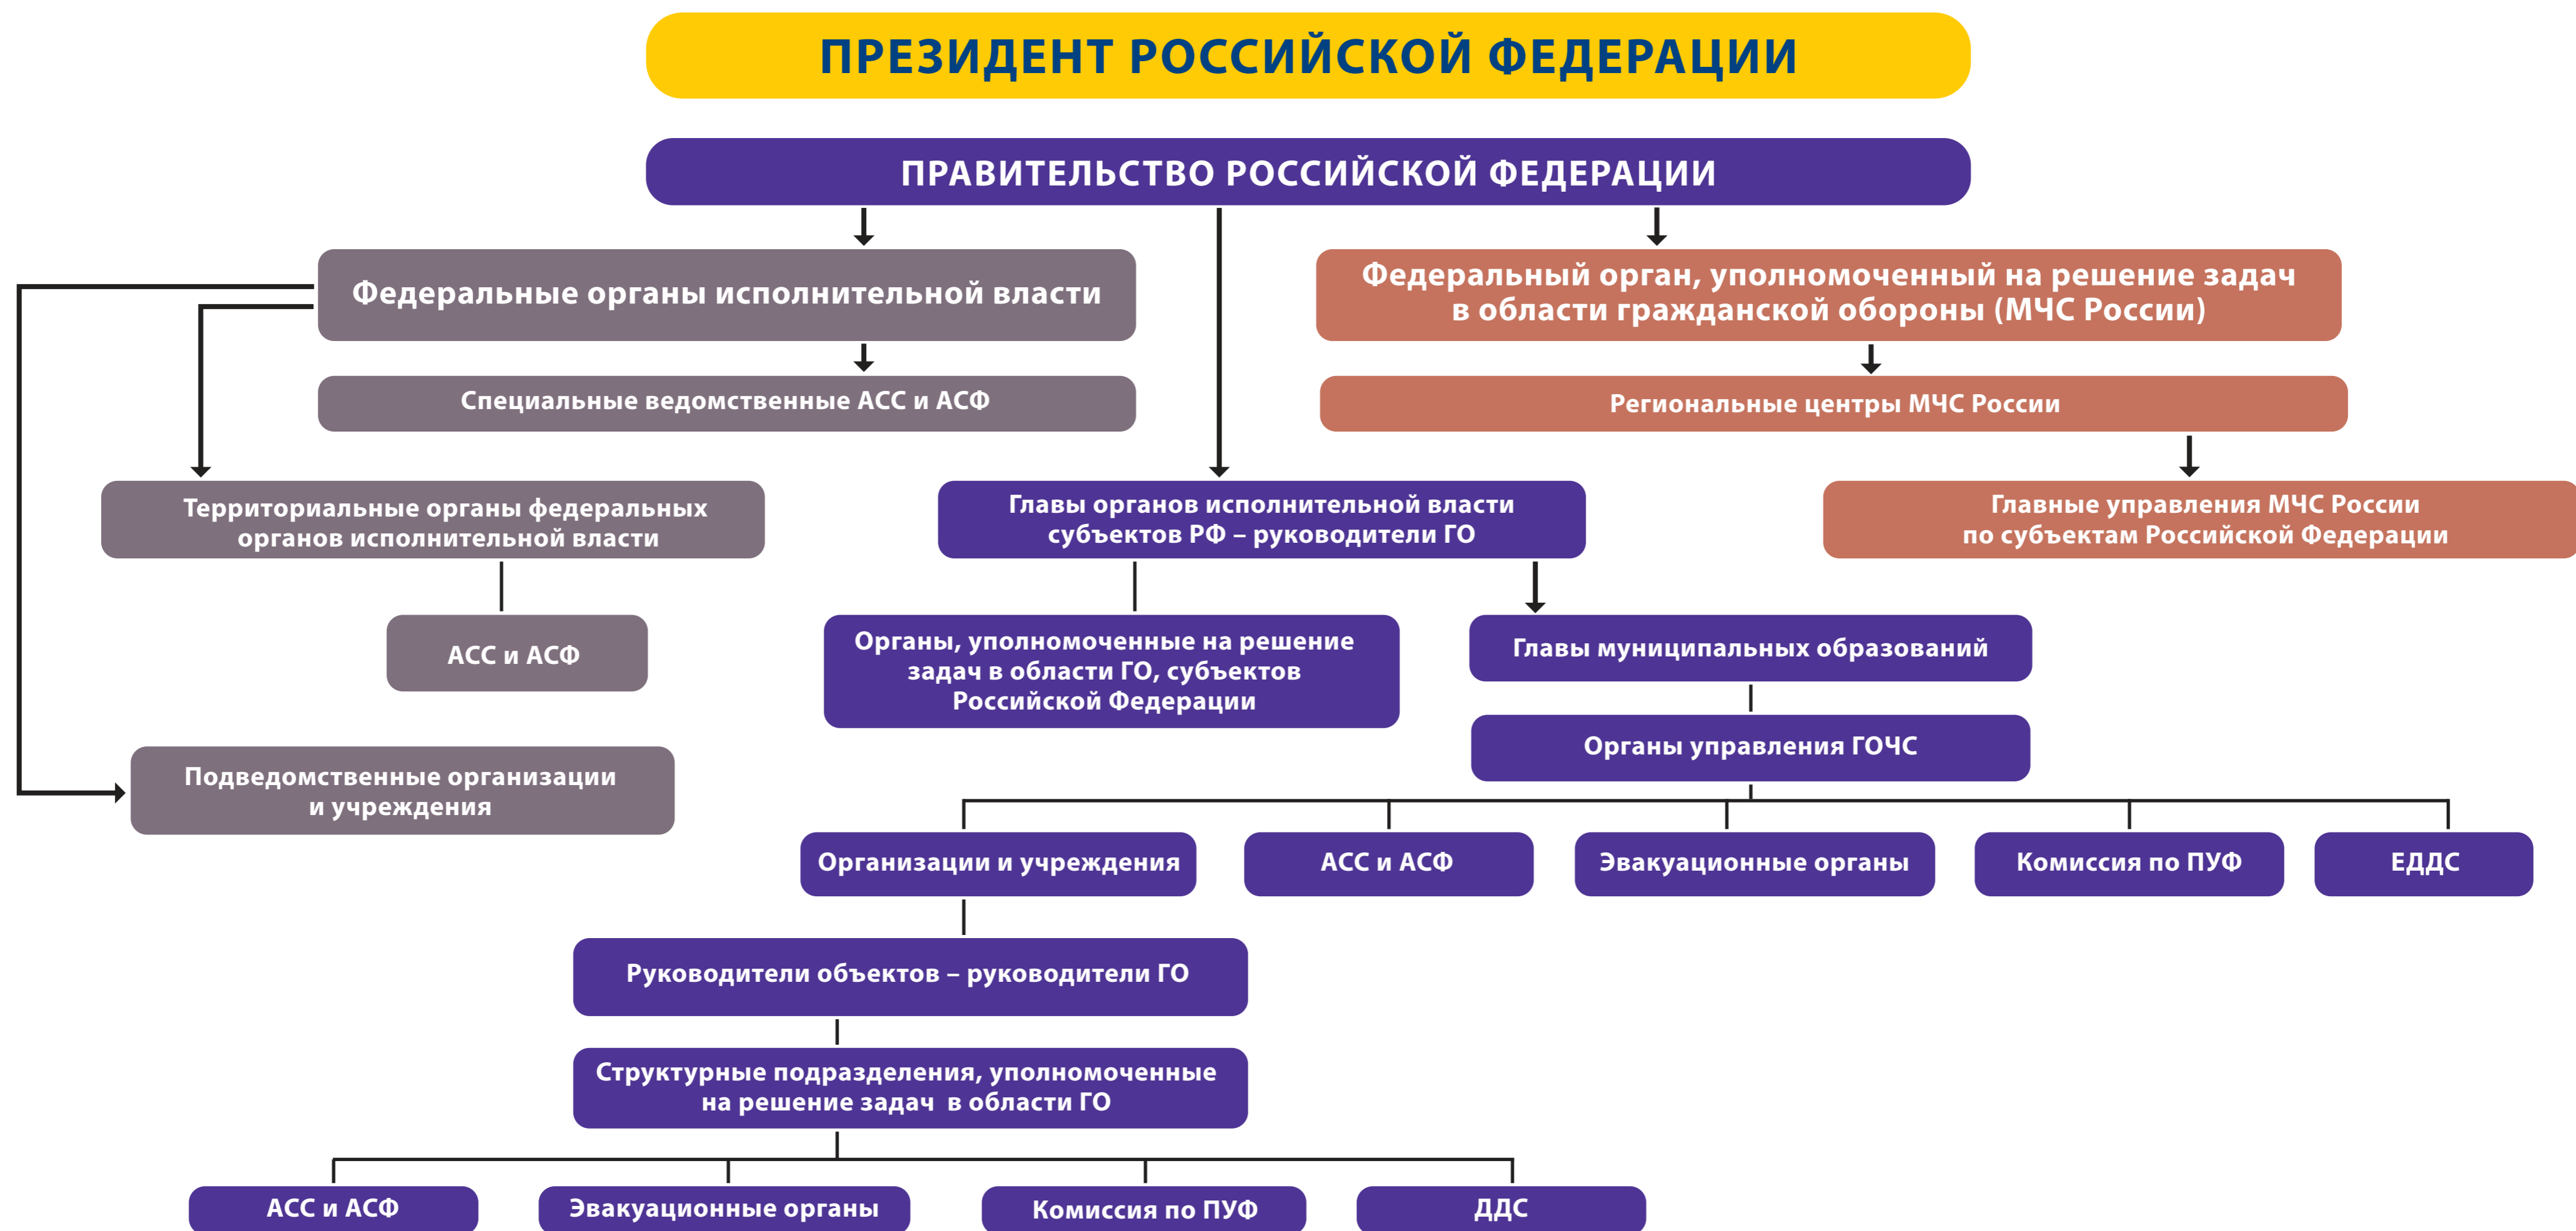 ПРЕЗИДЕНТ РОССИЙСКОЙ ФЕДЕРАЦИИ
ПРАВИТЕЛЬСТВО РОССИЙСКОЙ ФЕДЕРАЦИИ
Федеральные органы исполнительной власти
Федеральный орган, уполномоченный на решение задач
в области гражданской обороны (МЧС России)
Специальные ведомственные АСС и АСФ
Региональные центры МЧС России
Территориальные органы федеральных
органов исполнительной власти
Главы органов исполнительной власти
субъектов РФ – руководители ГО
Главные управления МЧС России
по субъектам Российской Федерации
АСС и АСФ
Органы, уполномоченные на решение
задач в области ГО, субъектов
Российской Федерации
Главы муниципальных образований
Органы управления ГОЧС
Подведомственные организации
и учреждения
Организации и учреждения
АСС и АСФ
Эвакуационные органы
Комиссия по ПУФ
ЕДДС
Руководители объектов – руководители ГО
Структурные подразделения, уполномоченные
на решение задач в области ГО
АСС и АСФ
Эвакуационные органы
Комиссия по ПУФ
ДДС